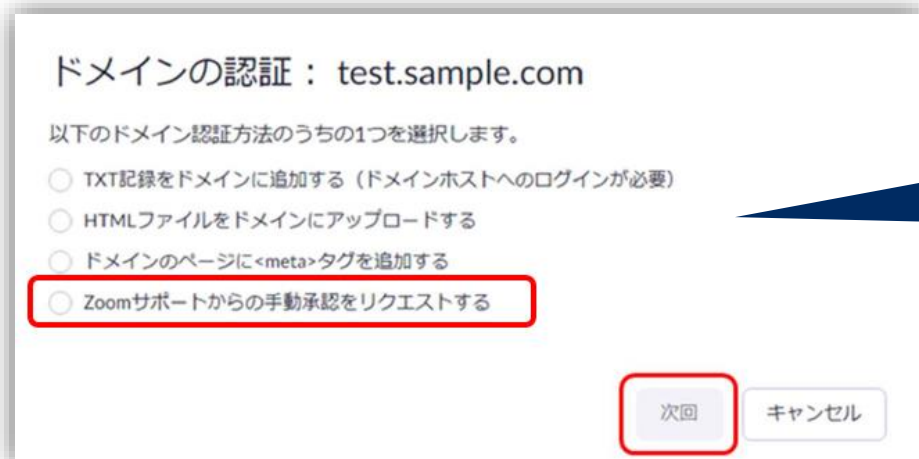 ドメインの認証： test.sample.com
以下のドメイン認証方法のうちの1つを選択します。
TXT記録をドメインに追加する（ドメインホストへのログインが必要）
HTMLファイルをドメインにアップロードする
ドメインのページに<meta>タグを追加する
Zoomサポートからの手動承認をリクエストする
次回 キャンセル